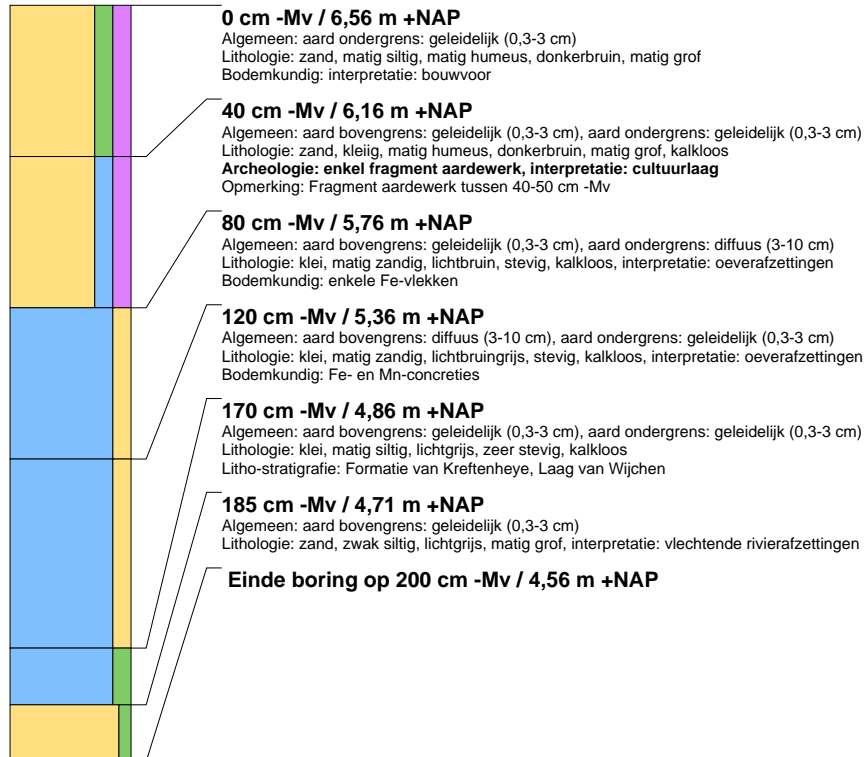 0 cm -Mv / 6,56 m +NAP
Algemeen: aard ondergrens: geleidelijk (0,3-3 cm)
Lithologie: zand, matig siltig, matig humeus, donkerbruin, matig grof
Bodemkundig: interpretatie: bouwvoor
40 cm -Mv / 6,16 m +NAP
Algemeen: aard bovengrens: geleidelijk (0,3-3 cm), aard ondergrens: geleidelijk (0,3-3 cm)
Lithologie: zand, kleiig, matig humeus, donkerbruin, matig grof, kalkloos
Archeologie: enkel fragment aardewerk, interpretatie: cultuurlaag
Opmerking: Fragment aardewerk tussen 40-50 cm -Mv
80 cm -Mv / 5,76 m +NAP
Algemeen: aard bovengrens: geleidelijk (0,3-3 cm), aard ondergrens: diffuus (3-10 cm)
Lithologie: klei, matig zandig, lichtbruin, stevig, kalkloos, interpretatie: oeverafzettingen
Bodemkundig: enkele Fe-vlekken
120 cm -Mv / 5,36 m +NAP
Algemeen: aard bovengrens: diffuus (3-10 cm), aard ondergrens: geleidelijk (0,3-3 cm)
Lithologie: klei, matig zandig, lichtbruingrijs, stevig, kalkloos, interpretatie: oeverafzettingen
Bodemkundig: Fe- en Mn-concreties
170 cm -Mv / 4,86 m +NAP
Algemeen: aard bovengrens: geleidelijk (0,3-3 cm), aard ondergrens: geleidelijk (0,3-3 cm)
Lithologie: klei, matig siltig, lichtgrijs, zeer stevig, kalkloos
Litho-stratigrafie: Formatie van Kreftenheye, Laag van Wijchen
185 cm -Mv / 4,71 m +NAP
Algemeen: aard bovengrens: geleidelijk (0,3-3 cm)
Lithologie: zand, zwak siltig, lichtgrijs, matig grof, interpretatie: vlechtende rivierafzettingen
Einde boring op 200 cm -Mv / 4,56 m +NAP